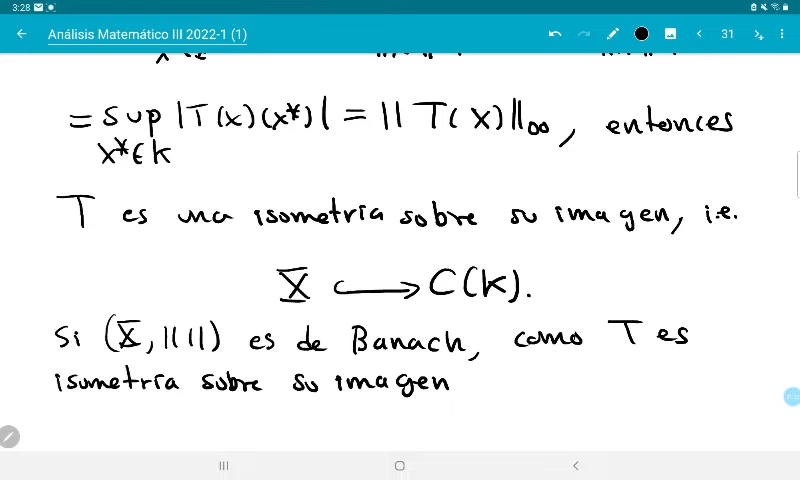 3:28
Análisis Matemático III 2022-1 (1)
31
= sup |T(x)(x*)| = ||T(x)||∞, entonces
x*∈K
T es una isometría sobre su imagen, i.e.
X ↪ C(K).
Si (X, || ||) es de Banach, como T es
isometría sobre su imagen